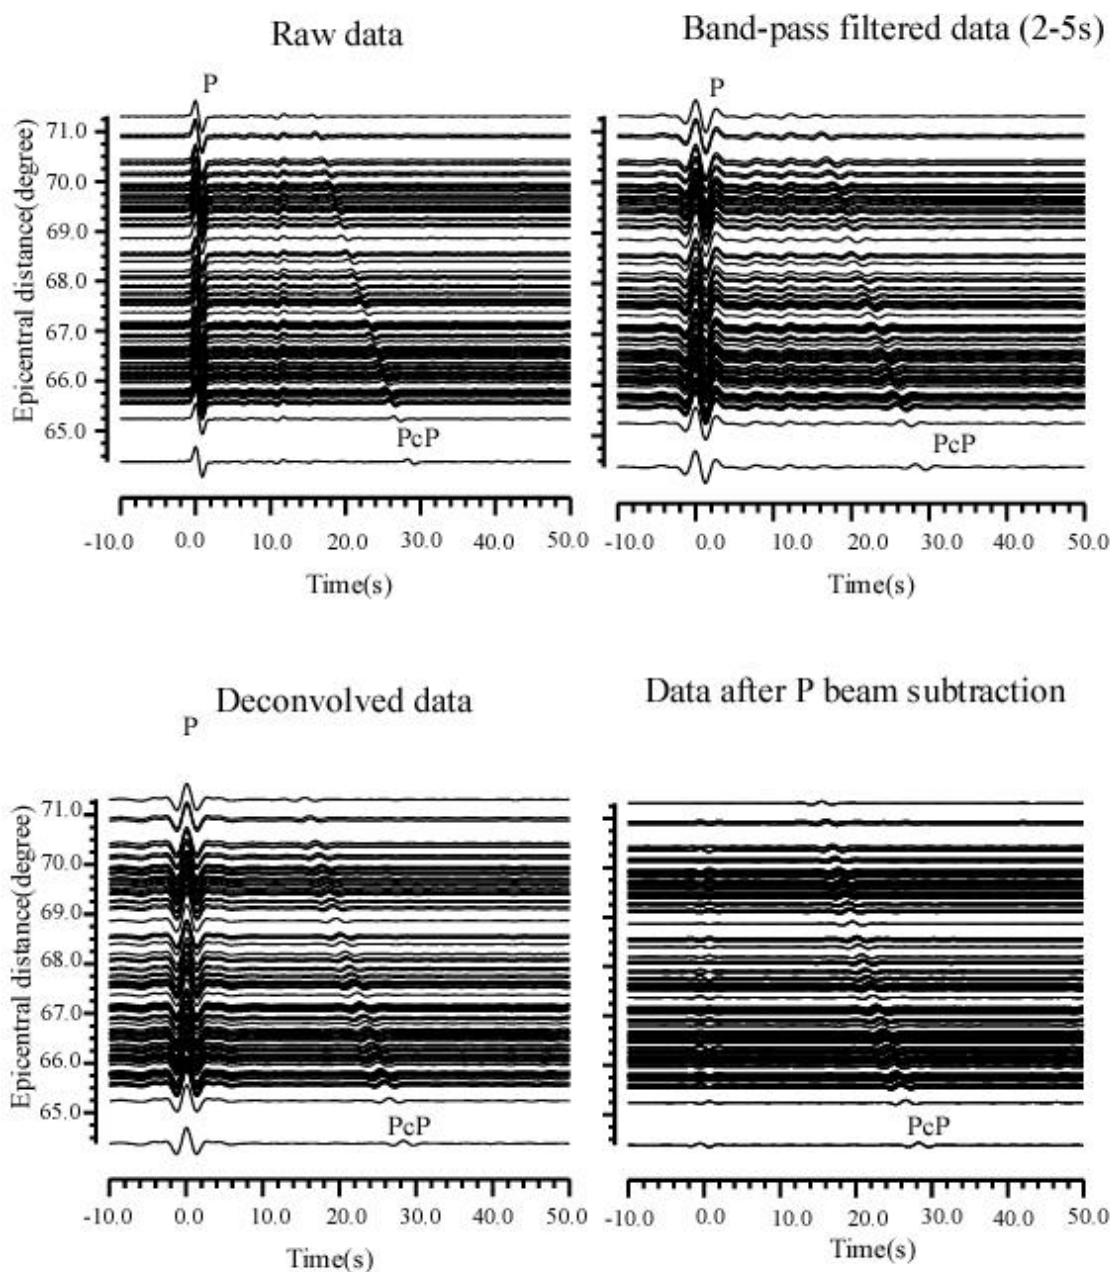 Raw data
P
Epicentral distance(degree)
71.0
70.0
69.0
68.0
67.0
66.0
65.0
PcP
-10.0 0.0 10.0 20.0 30.0 40.0 50.0
Time(s)
Band-pass filtered data (2-5s)
P
PcP
-10.0 0.0 10.0 20.0 30.0 40.0 50.0
Time(s)
Deconvolved data
P
Epicentral distance(degree)
71.0
70.0
69.0
68.0
67.0
66.0
65.0
PcP
-10.0 0.0 10.0 20.0 30.0 40.0 50.0
Time(s)
Data after P beam subtraction
PcP
-10.0 0.0 10.0 20.0 30.0 40.0 50.0
Time(s)